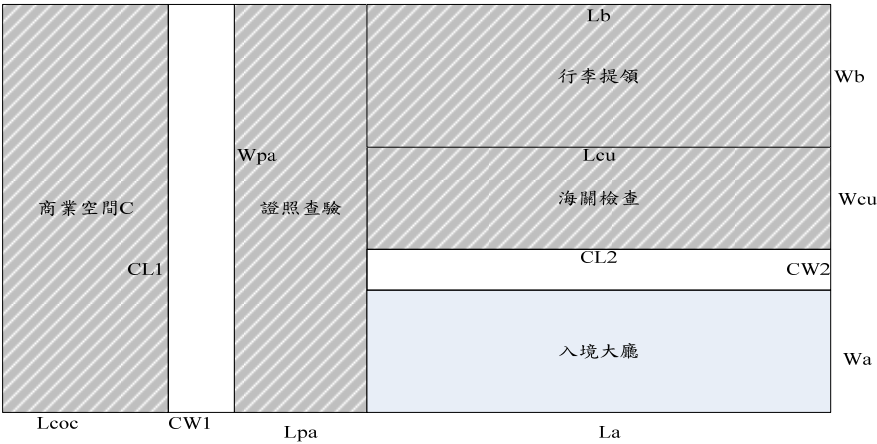 Lb
行李提領
Wb
Wpa
Lcu
商業空間C
證照查驗
海關檢查
Wcu
CL1
CL2
CW2
入境大廳
Wa
Lcoc
CW1
Lpa
La